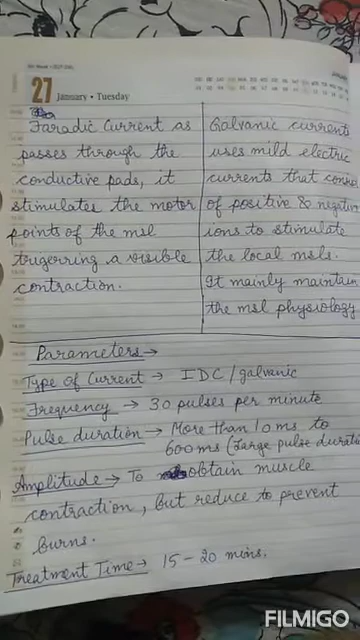 27
January • Tuesday
Faradic Current as
passes through the
conductive pads, it
stimulates the motor
points of the msl
trigerring a visible
contraction.
Galvanic currents
uses mild electric
currents that
of positive &
ions to stimulate
the local msls.
It mainly maintain
the msl physiology
Parameters →
Type of Current → IDC/galvanic
Frequency → 30 pulses per minute
Pulse duration → More than 10 ms to
600 ms (Large pulse
Amplitude → To obtain muscle
contraction, but reduce to prevent
burns.
Treatment Time → 15-20 mins.
FILMIGO